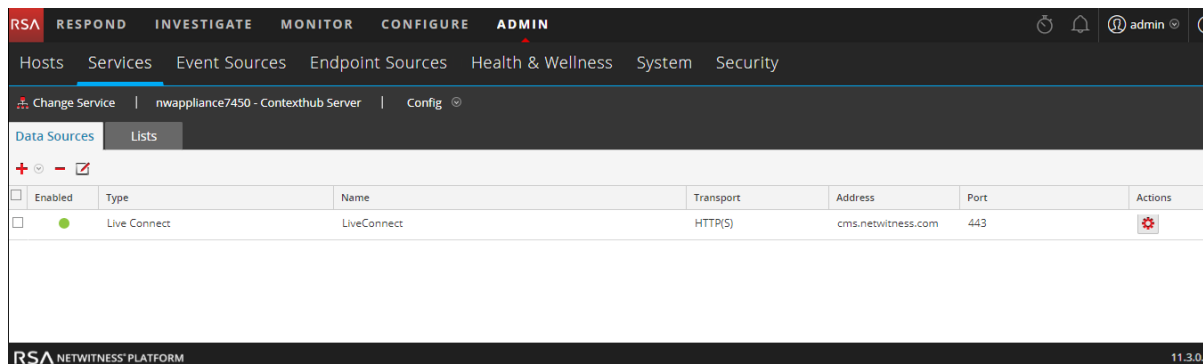 RSA RESPOND INVESTIGATE MONITOR CONFIGURE ADMIN admin
Hosts Services Event Sources Endpoint Sources Health & Wellness System Security
Change Service | nwappliance7450 - Contexthub Server | Config
Data Sources Lists
Enabled Type Name Transport Address Port Actions
Live Connect LiveConnect HTTP(S) cms.netwitness.com 443
RSA NETWITNESS® PLATFORM 11.3.0